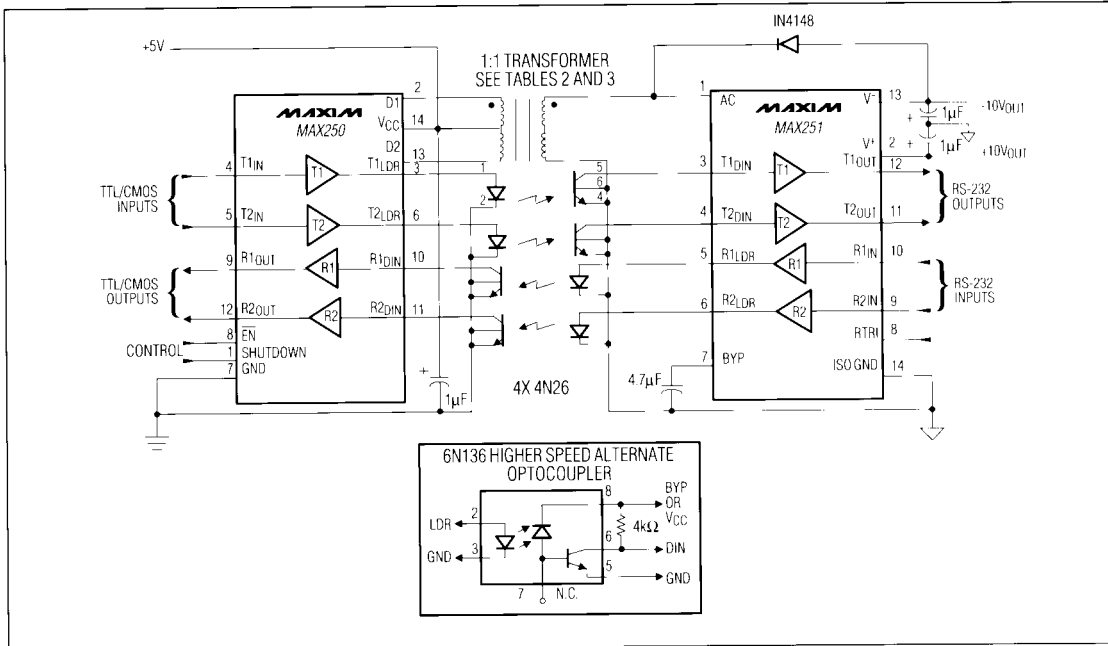 IN4148
+5V
1:1 TRANSFORMER
SEE TABLES 2 AND 3
2 D1
MAXIM
MAX250
VCC 14
D2
13
4 T1IN T1 T1LDR 3
TTL/CMOS
INPUTS
5 T2IN T2 T2LDR 6
9 R1OUT R1 R1DIN 10
TTL/CMOS
OUTPUTS
12 R2OUT R2 R2DIN 11
8 EN
CONTROL
1 SHUTDOWN
7 GND
+
1µF
1
2
5
6
4
4X 4N26
1 AC
MAXIM
MAX251
V- 13
-10VOUT
+ 1µF
V+ 2
+ 1µF
+10VOUT
3 T1DIN T1 T1OUT 12
RS-232
OUTPUTS
4 T2DIN T2 T2OUT 11
5 R1LDR R1 R1IN 10
RS-232
INPUTS
6 R2LDR R2 R2IN 9
RTRI 8
7 BYP
ISO GND 14
4.7µF
6N136 HIGHER SPEED ALTERNATE
OPTOCOUPLER
8 BYP
OR
VCC
2
LDR
4kΩ
6 DIN
3
GND
5 GND
7 N.C.